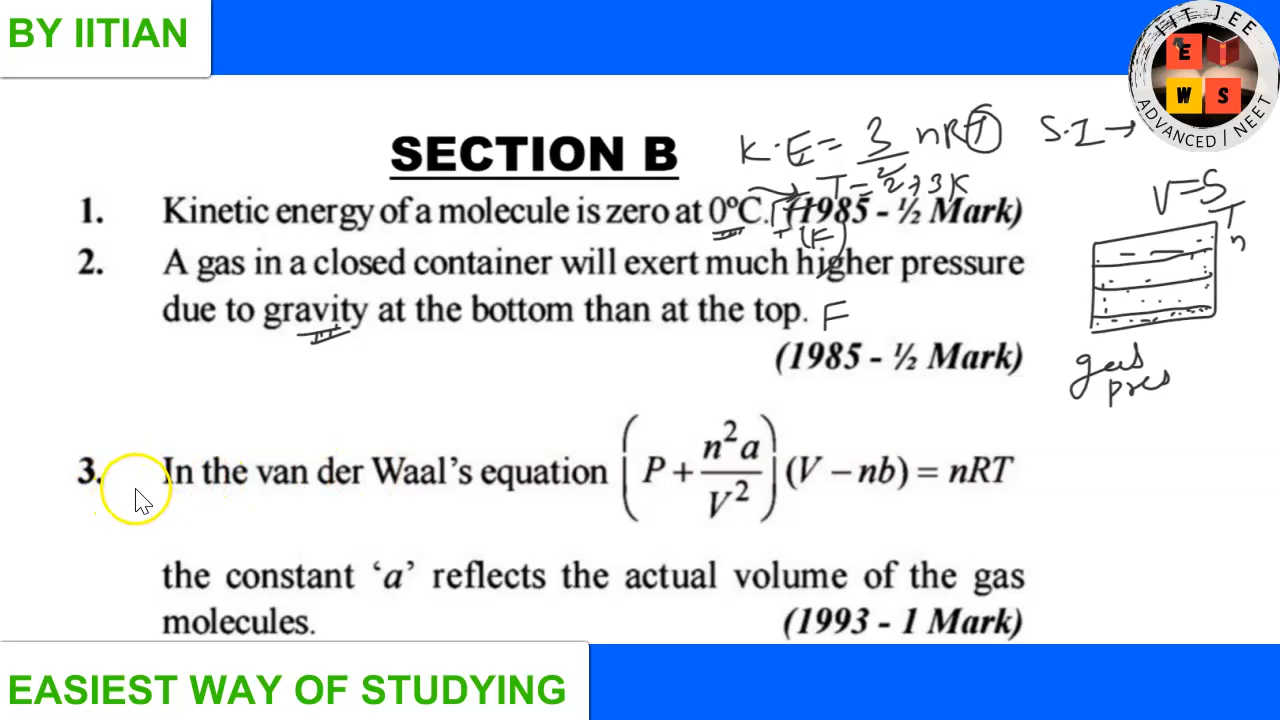 BY IITIAN
IIT JEE
E
W S
ADVANCED / NEET
SECTION B
K.E = 3/2 nRT S.I →
T = 273K
V = S
T
n
1. Kinetic energy of a molecule is zero at 0°C. (1985 - ½ Mark)
(K)
2. A gas in a closed container will exert much higher pressure
due to gravity at the bottom than at the top. F
(1985 - ½ Mark)
gas
pres
3. In the van der Waal's equation (P + n²a/V²) (V – nb) = nRT
the constant ‘a’ reflects the actual volume of the gas
molecules. (1993 - 1 Mark)
EASIEST WAY OF STUDYING